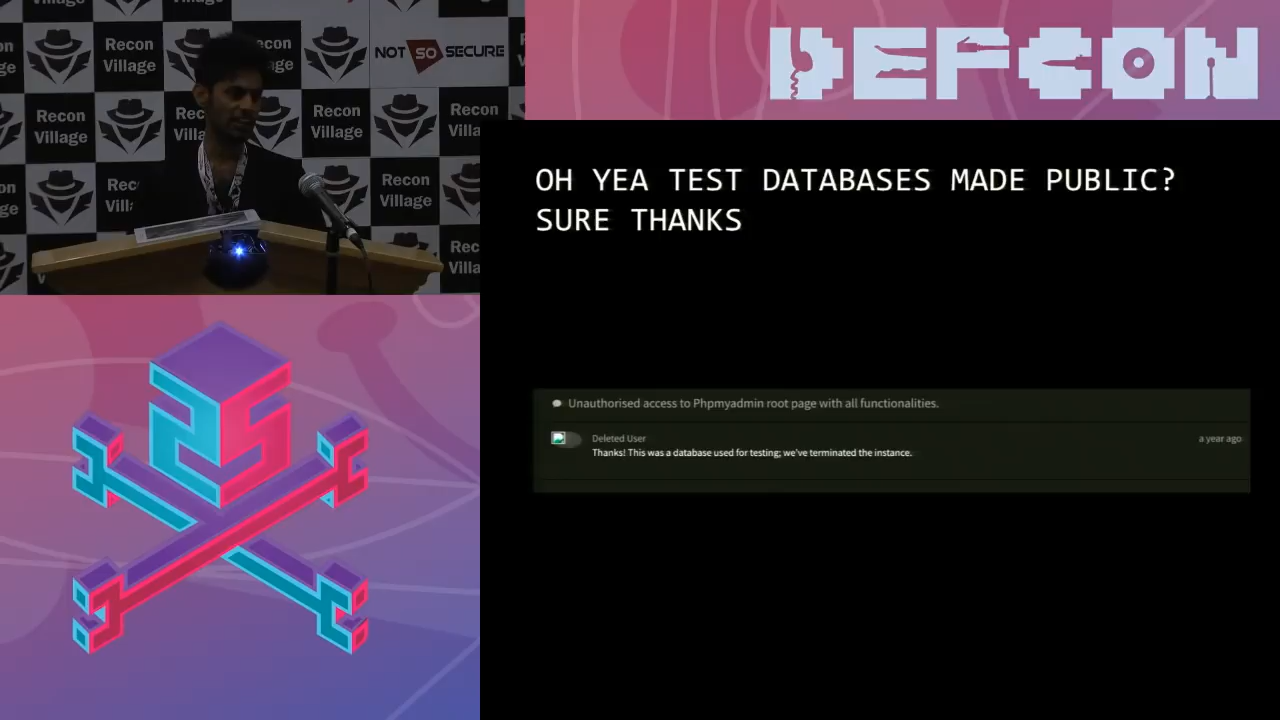 Recon
Village
NOT SO SECURE
Recon
Village
Recon
Village
Recon
Village
DEFCON
OH YEA TEST DATABASES MADE PUBLIC?
SURE THANKS
Unauthorised access to Phpmyadmin root page with all functionalities.
Deleted User
a year ago
Thanks! This was a database used for testing; we've terminated the instance.